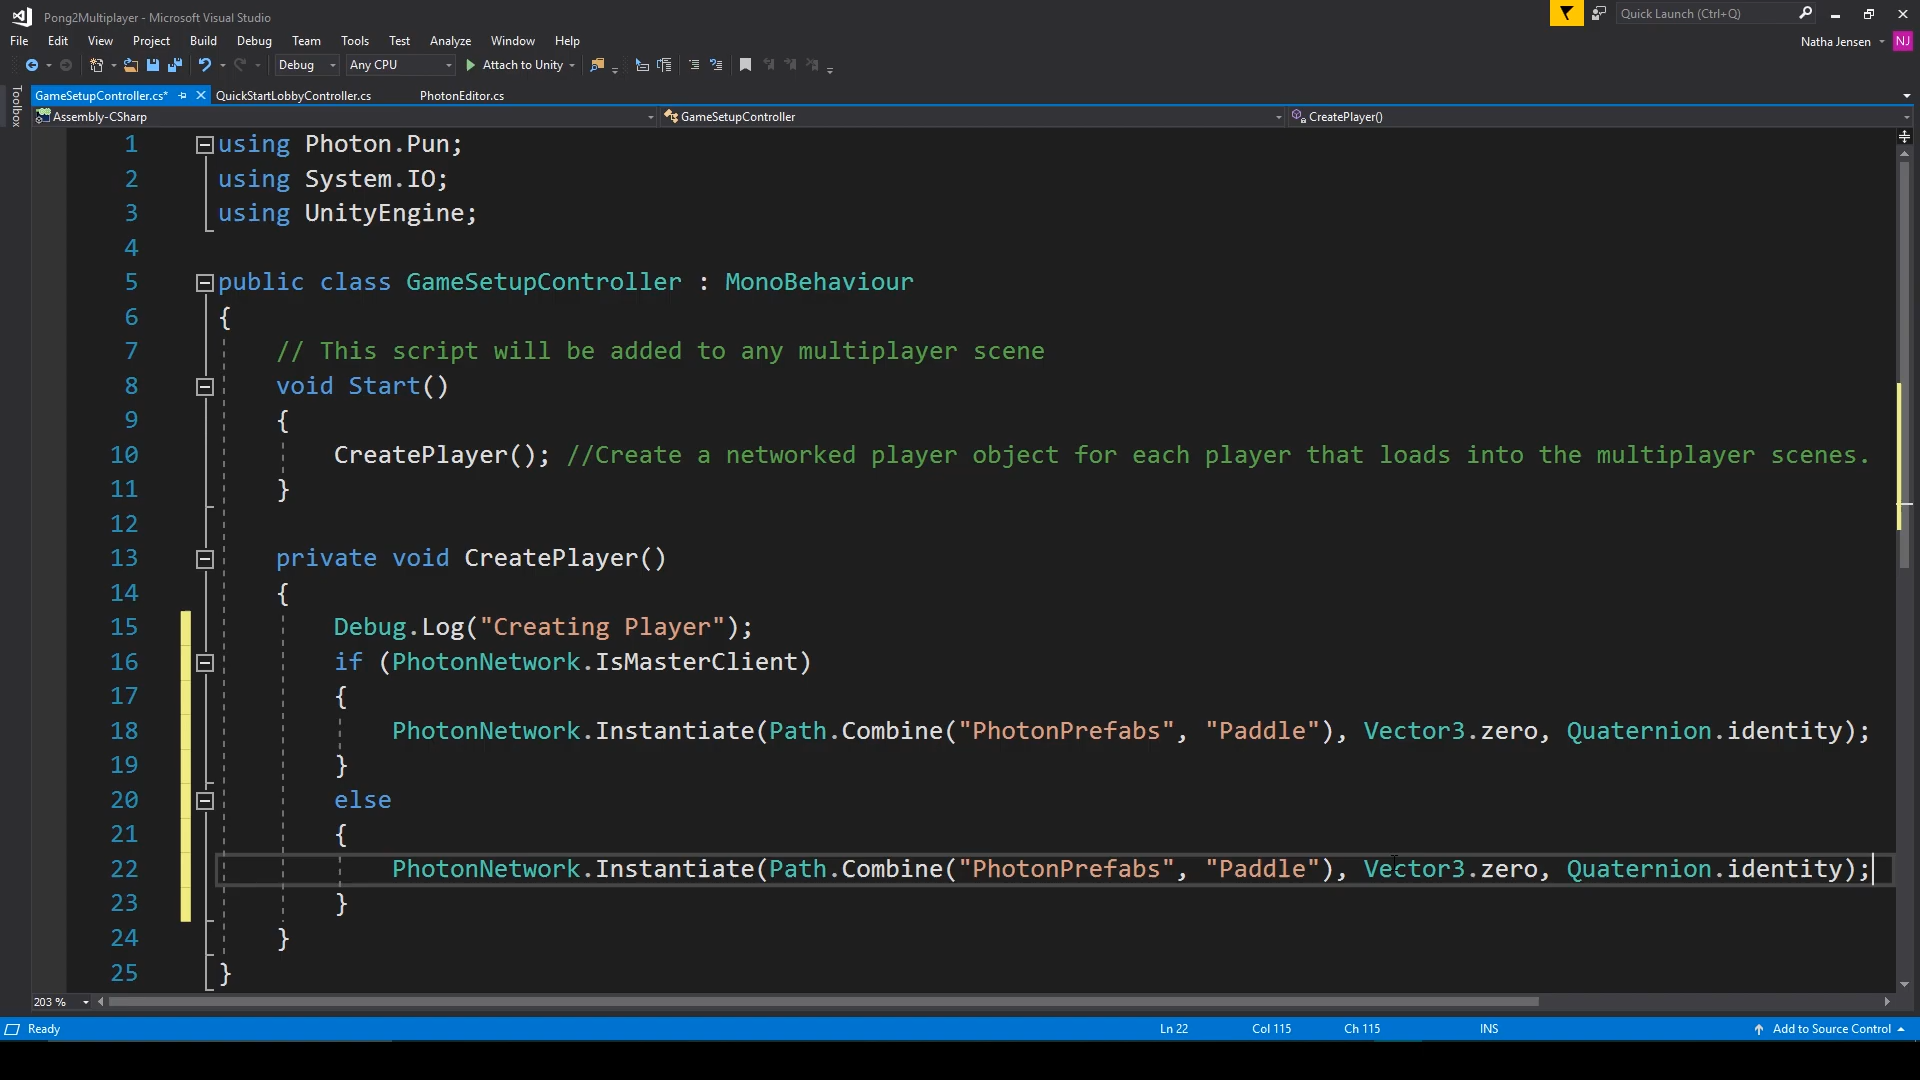 Pong2Multiplayer - Microsoft Visual Studio
Quick Launch (Ctrl+Q)
File Edit View Project Build Debug Team Tools Test Analyze Window Help
Natha Jensen NJ
Debug Any CPU Attach to Unity
Toolbox
GameSetupController.cs* QuickStartLobbyController.cs PhotonEditor.cs
Assembly-CSharp GameSetupController CreatePlayer()
1 using Photon.Pun;
2 using System.IO;
3 using UnityEngine;
4
5 public class GameSetupController : MonoBehaviour
6 {
7 // This script will be added to any multiplayer scene
8 void Start()
9 {
10 CreatePlayer(); //Create a networked player object for each player that loads into the multiplayer scenes.
11 }
12
13 private void CreatePlayer()
14 {
15 Debug.Log("Creating Player");
16 if (PhotonNetwork.IsMasterClient)
17 {
18 PhotonNetwork.Instantiate(Path.Combine("PhotonPrefabs", "Paddle"), Vector3.zero, Quaternion.identity);
19 }
20 else
21 {
22 PhotonNetwork.Instantiate(Path.Combine("PhotonPrefabs", "Paddle"), Vector3.zero, Quaternion.identity);
23 }
24 }
25 }
203 %
Ready Ln 22 Col 115 Ch 115 INS Add to Source Control